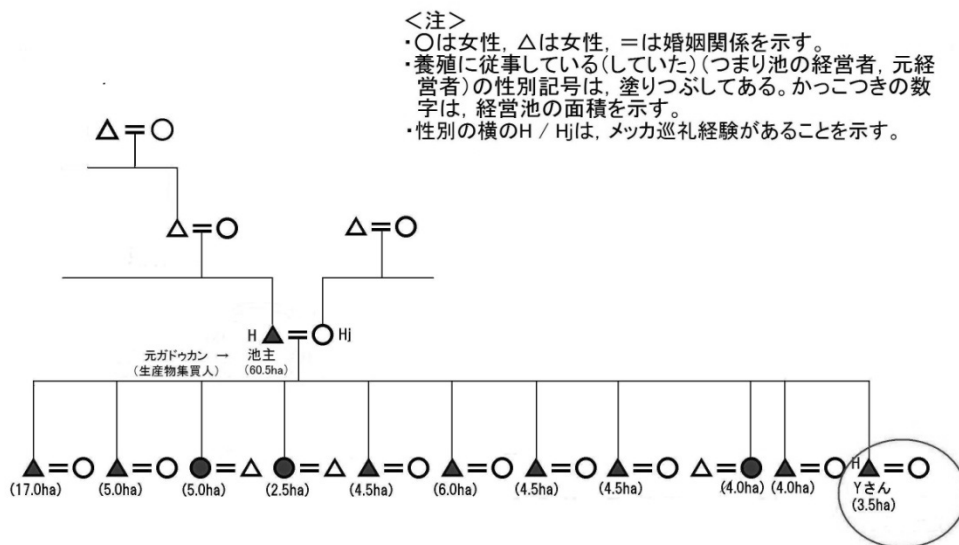 ＜注＞
・○は女性，△は女性，＝は婚姻関係を示す。
・養殖に従事している(していた)(つまり池の経営者，元経
営者)の性別記号は，塗りつぶしてある。かっこつきの数
字は，経営池の面積を示す。
・性別の横のH / Hjは，メッカ巡礼経験があることを示す。
H Hj
元ガドゥカン → 池主
(生産物集買人) (60.5ha)
H
(17.0ha) (5.0ha) (5.0ha) (2.5ha) (4.5ha) (6.0ha) (4.5ha) (4.5ha) (4.0ha) (4.0ha) Yさん
(3.5ha)